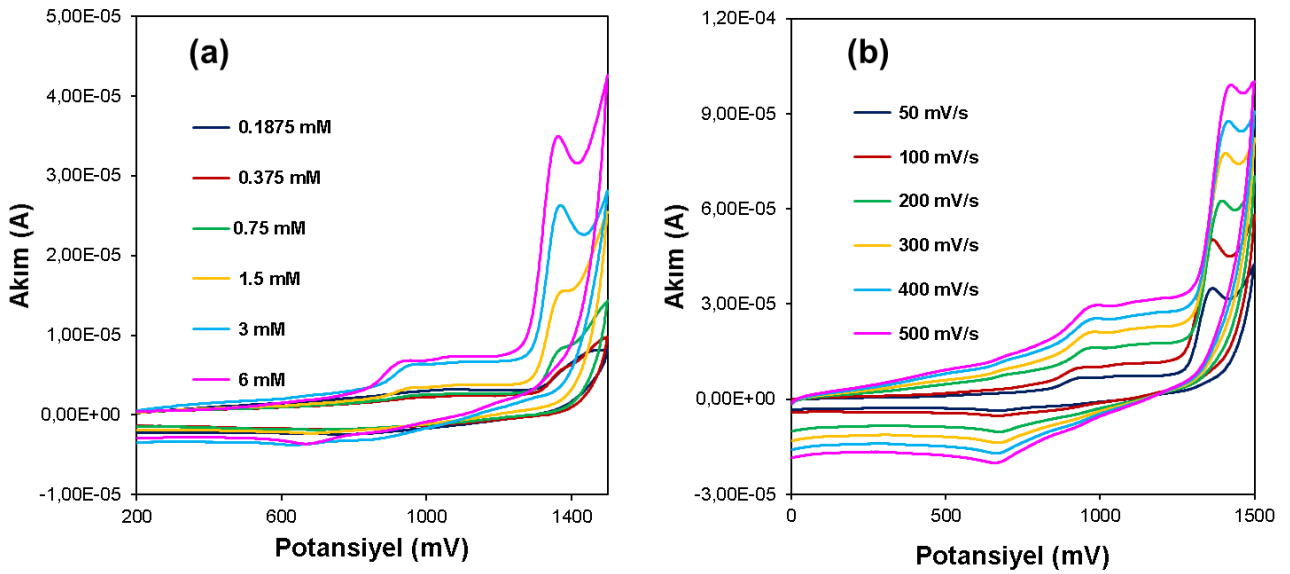 (a)
5,00E-05
4,00E-05
3,00E-05
2,00E-05
1,00E-05
0,00E+00
-1,00E-05
Akım (A)
0.1875 mM
0.375 mM
0.75 mM
1.5 mM
3 mM
6 mM
200
600
1000
1400
Potansiyel (mV)
(b)
1,20E-04
9,00E-05
6,00E-05
3,00E-05
0,00E+00
-3,00E-05
Akım (A)
50 mV/s
100 mV/s
200 mV/s
300 mV/s
400 mV/s
500 mV/s
0
500
1000
1500
Potansiyel (mV)